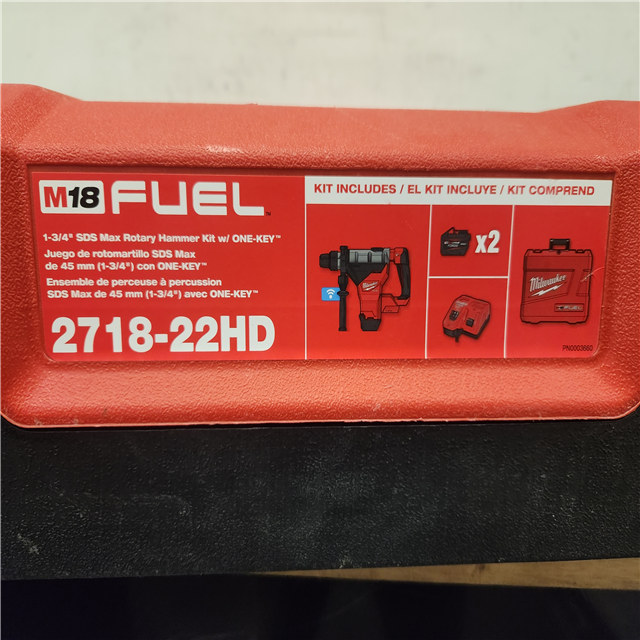 M18 FUEL™
KIT INCLUDES / EL KIT INCLUYE / KIT COMPREND
1-3/4" SDS Max Rotary Hammer Kit w/ ONE-KEY™
Juego de rotomartillo SDS Max
de 45 mm (1-3/4") con ONE-KEY™
Ensemble de perceuse à percussion
SDS Max de 45 mm (1-3/4") avec ONE-KEY™
2718-22HD
x2
Milwaukee
FUEL
PN0003660